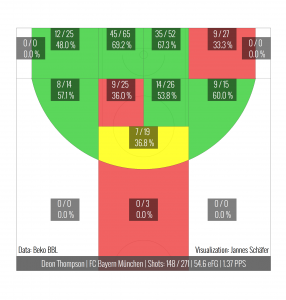 12 / 25 45 / 65 35 / 52 9 / 27
48.0 % 69.2 % 67.3 % 33.3 %
0 / 0 0 / 0
0.0 % 0.0 %
8 / 14 9 / 25 14 / 26 9 / 15
57.1 % 36.0 % 53.8 % 60.0 %
7 / 19
36.8 %
0 / 0 0 / 3 0 / 0
0.0 % 0.0 % 0.0 %
Data: Beko BBL Visualization: Jannes Schäfer
Deon Thompson | FC Bayern München | Shots: 148 / 271 | 54.6 eFG | 1.37 PPS